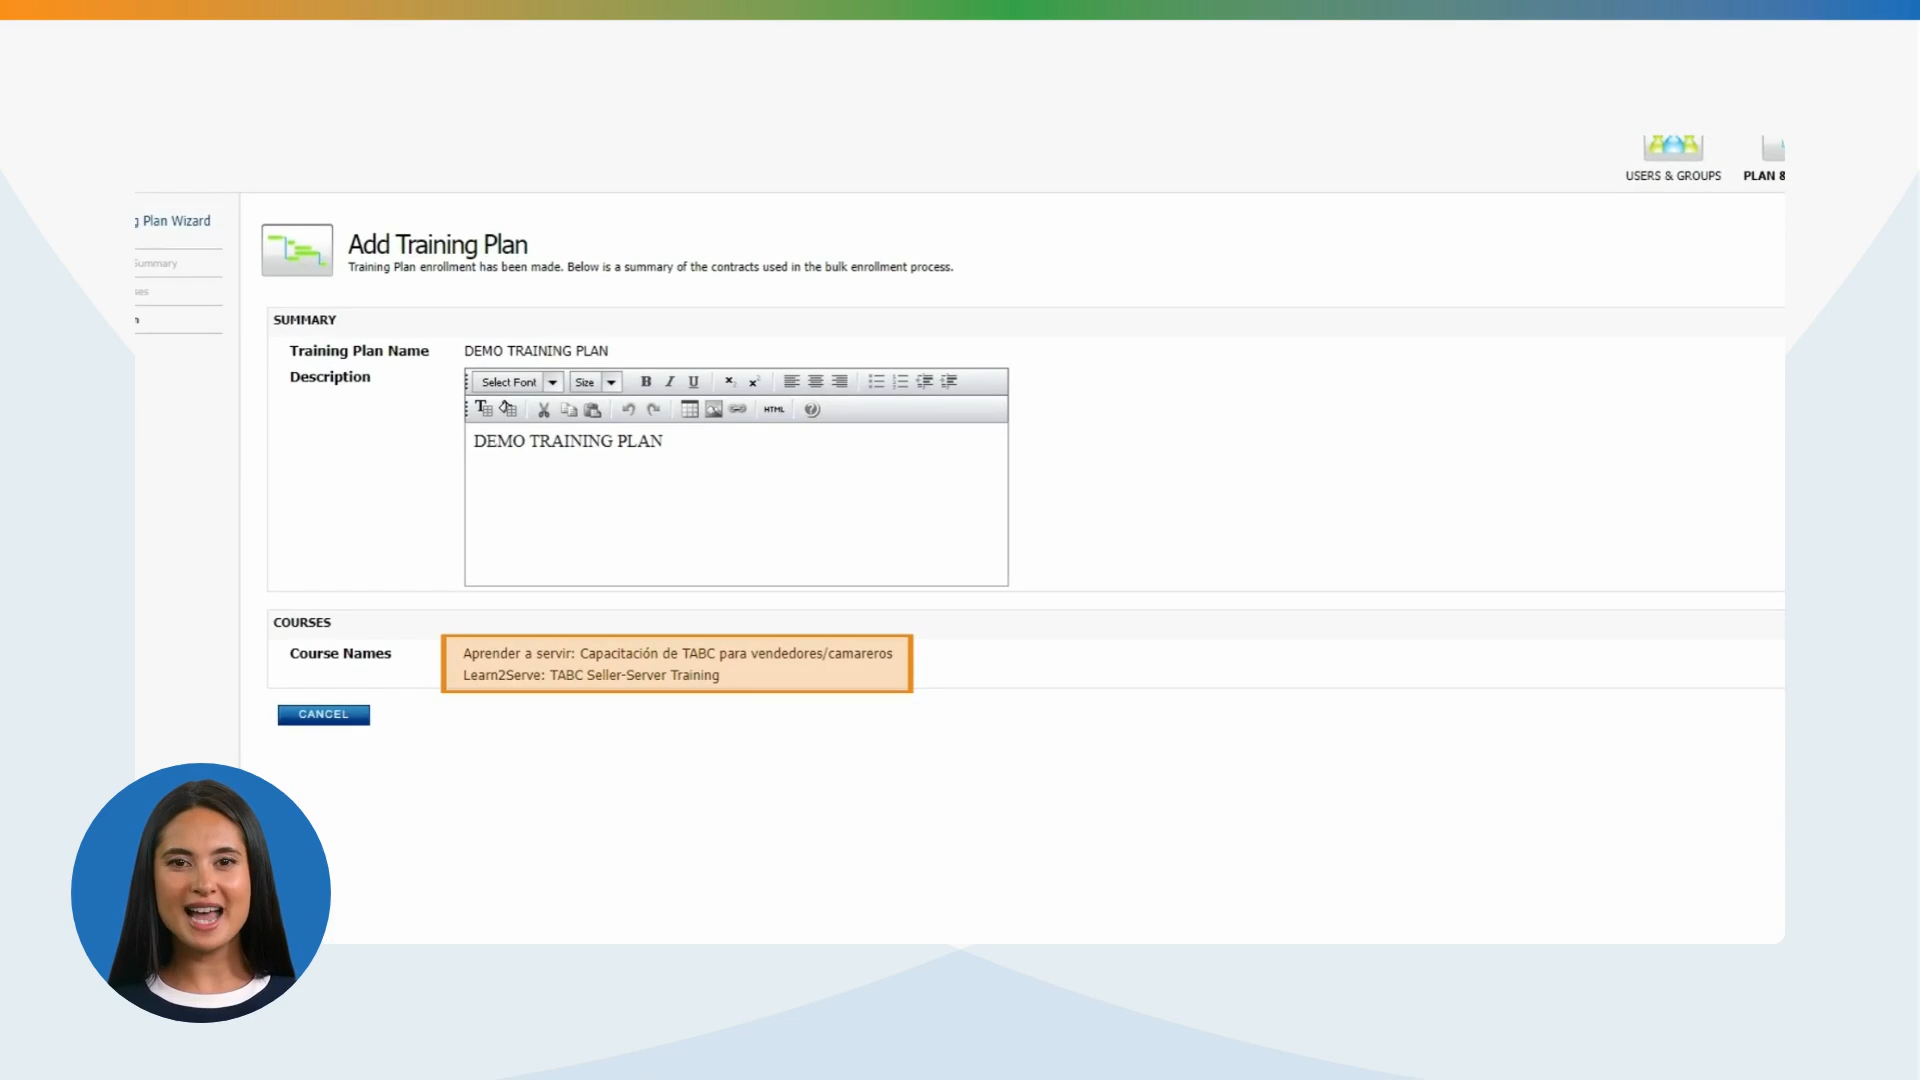 USERS & GROUPS
PLAN &
Plan Wizard
Summary
Add Training Plan
Training Plan enrollment has been made. Below is a summary of the contracts used in the bulk enrollment process.
SUMMARY
Training Plan Name DEMO TRAINING PLAN
Description
Select Font Size B I U x₂ x²
HTML
DEMO TRAINING PLAN
COURSES
Course Names
Aprender a servir: Capacitación de TABC para vendedores/camareros
Learn2Serve: TABC Seller-Server Training
CANCEL